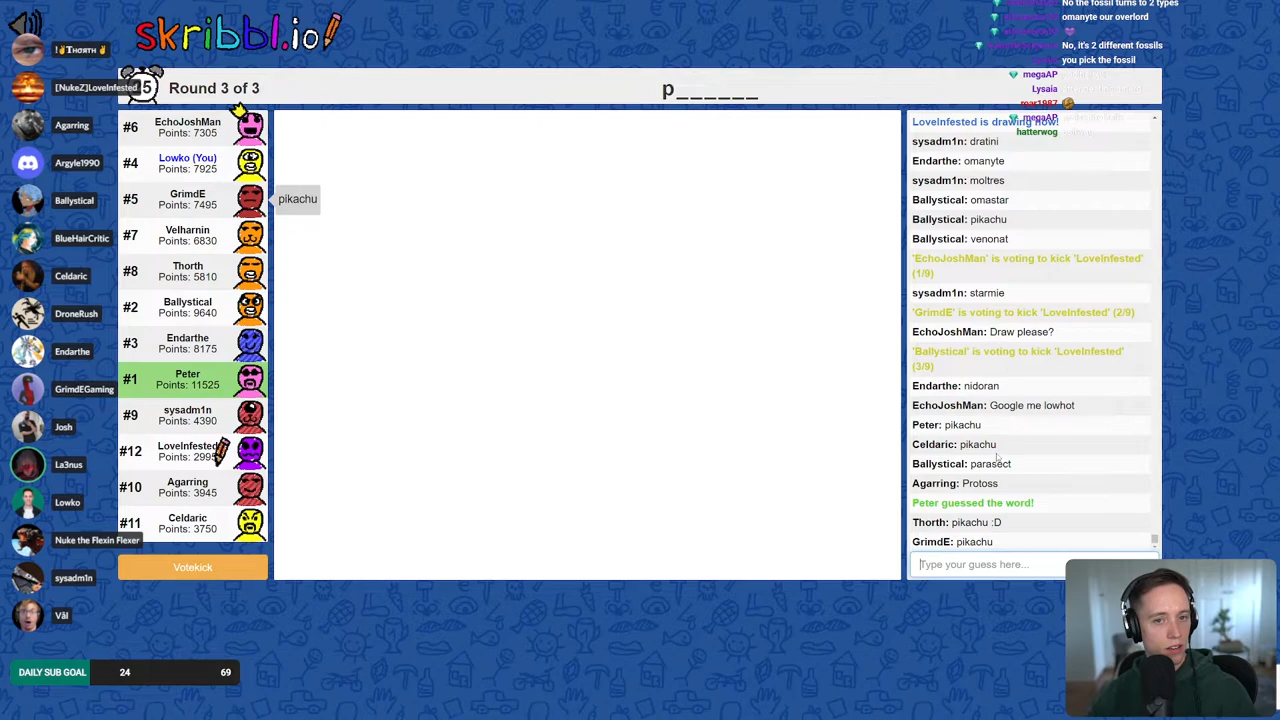 No the fossil turns to 2 types
omanyte our overlord
No, it's 2 different fossils
you pick the fossil
megaAP
Lysaia
roar1987
megaAP
hatterwog
skribbl.io
Round 3 of 3
p______
!✌Thorth✌
[NukeZ]LoveInfested
Agarring
Argyle1990
Ballystical
BlueHairCritic
Celdaric
DroneRush
Endarthe
GrimdEGaming
Josh
La3nus
Lowko
Nuke the Flexin Flexer
sysadm1n
Vål
DAILY SUB GOAL 24 69
#6 EchoJoshMan
Points: 7305
#4 Lowko (You)
Points: 7925
#5 GrimdE
Points: 7495
pikachu
#7 Velharnin
Points: 6830
#8 Thorth
Points: 5810
#2 Ballystical
Points: 9640
#3 Endarthe
Points: 8175
#1 Peter
Points: 11525
#9 sysadm1n
Points: 4390
#12 LoveInfested
Points: 2995
#10 Agarring
Points: 3945
#11 Celdaric
Points: 3750
Votekick
LoveInfested is drawing now!
sysadm1n: dratini
Endarthe: omanyte
sysadm1n: moltres
Ballystical: omastar
Ballystical: pikachu
Ballystical: venonat
'EchoJoshMan' is voting to kick 'LoveInfested'
(1/9)
sysadm1n: starmie
'GrimdE' is voting to kick 'LoveInfested' (2/9)
EchoJoshMan: Draw please?
'Ballystical' is voting to kick 'LoveInfested'
(3/9)
Endarthe: nidoran
EchoJoshMan: Google me lowhot
Peter: pikachu
Celdaric: pikachu
Ballystical: parasect
Agarring: Protoss
Peter guessed the word!
Thorth: pikachu :D
GrimdE: pikachu
Type your guess here...